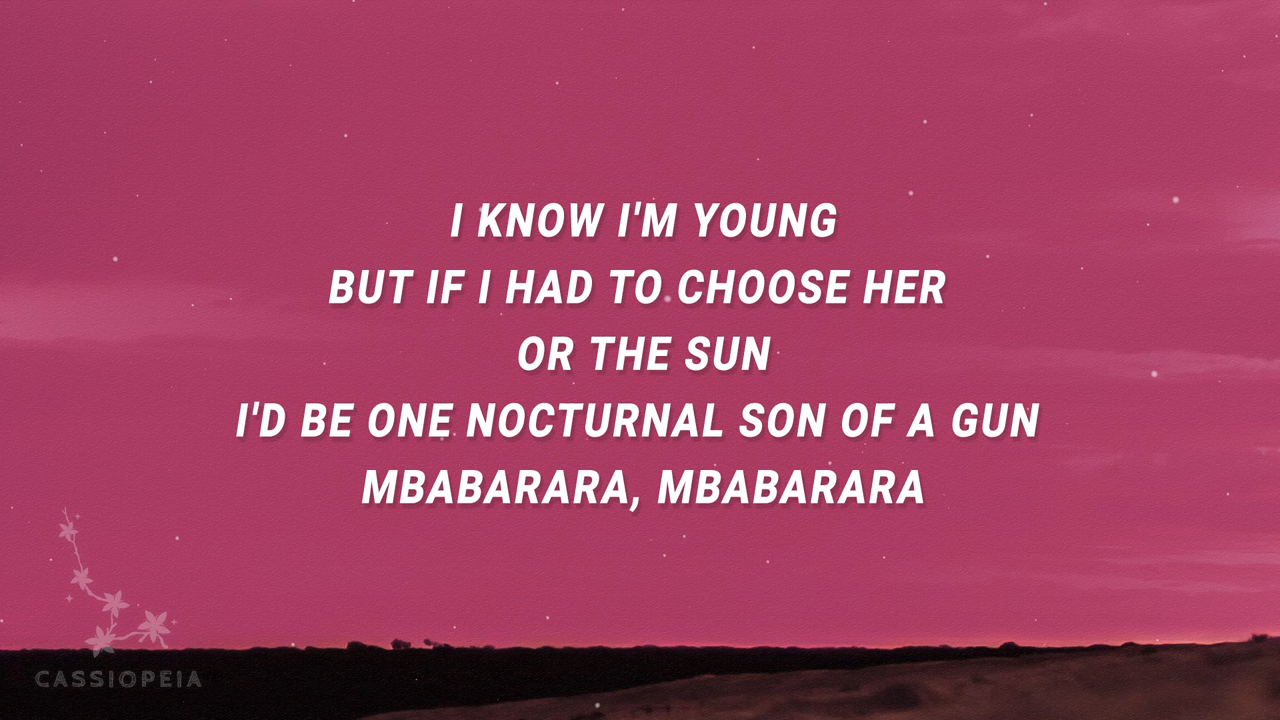 I KNOW I'M YOUNG
BUT IF I HAD TO CHOOSE HER
OR THE SUN
I'D BE ONE NOCTURNAL SON OF A GUN
MBABARARA, MBABARARA
CASSIOPEIA